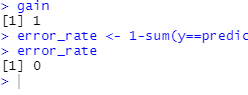 > gain
[1] 1
> error_rate <- 1-sum(y==predic
> error_rate
[1] 0
>